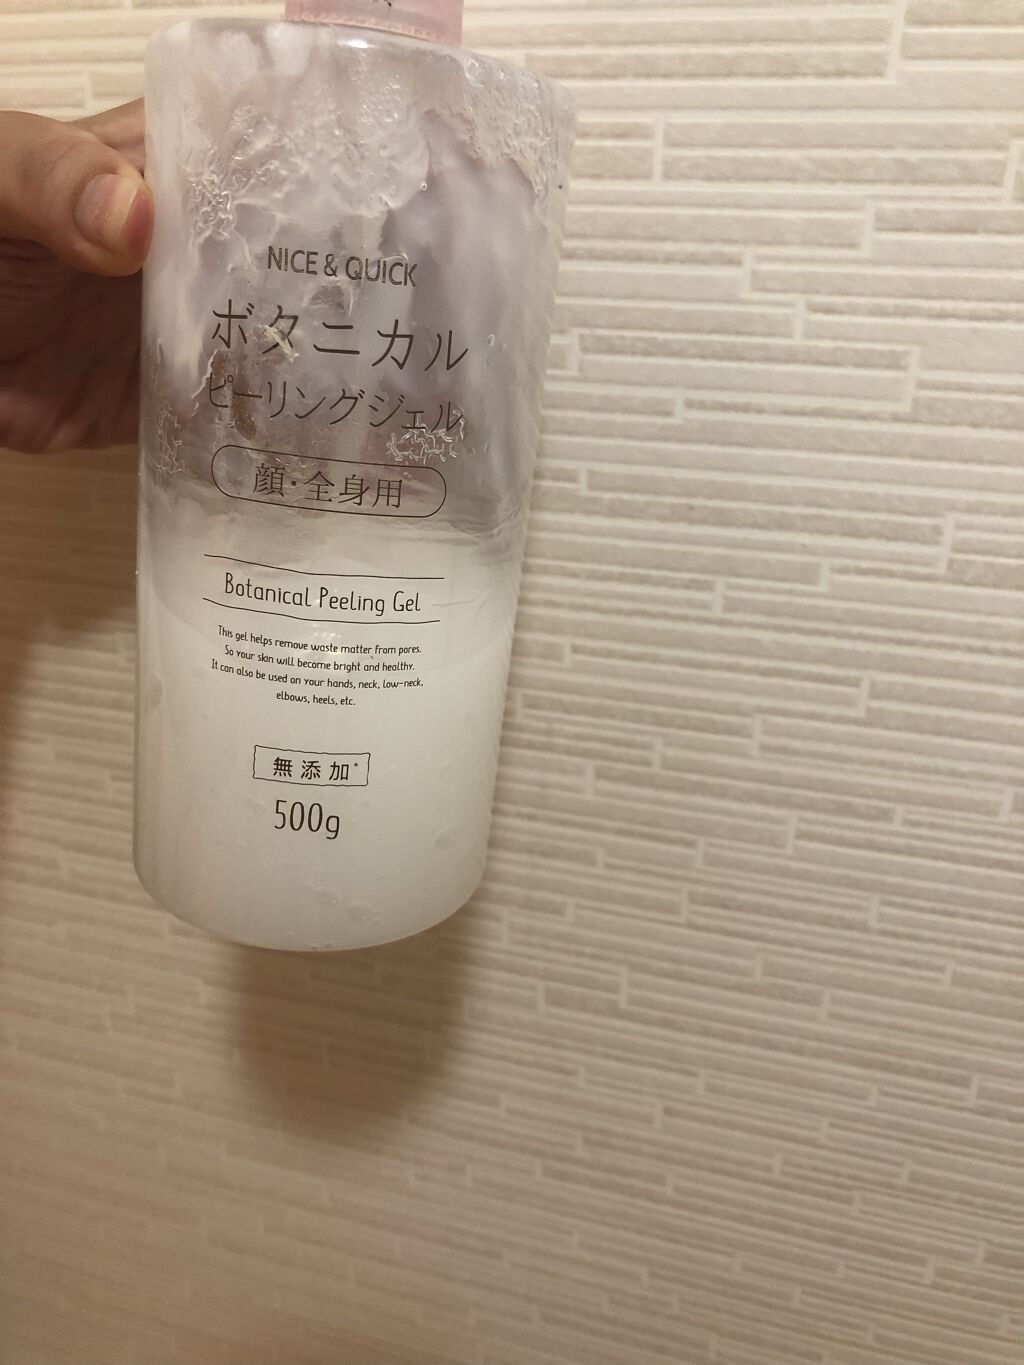 NICE & QUICK
ボタニカル
ピーリングジェル
顔・全身用
Botanical Peeling Gel
This gel helps remove waste matter from pores.
So your skin will become bright and healthy.
It can also be used on your hands, neck, low-neck,
elbows, heels, etc.
無添加*
500g